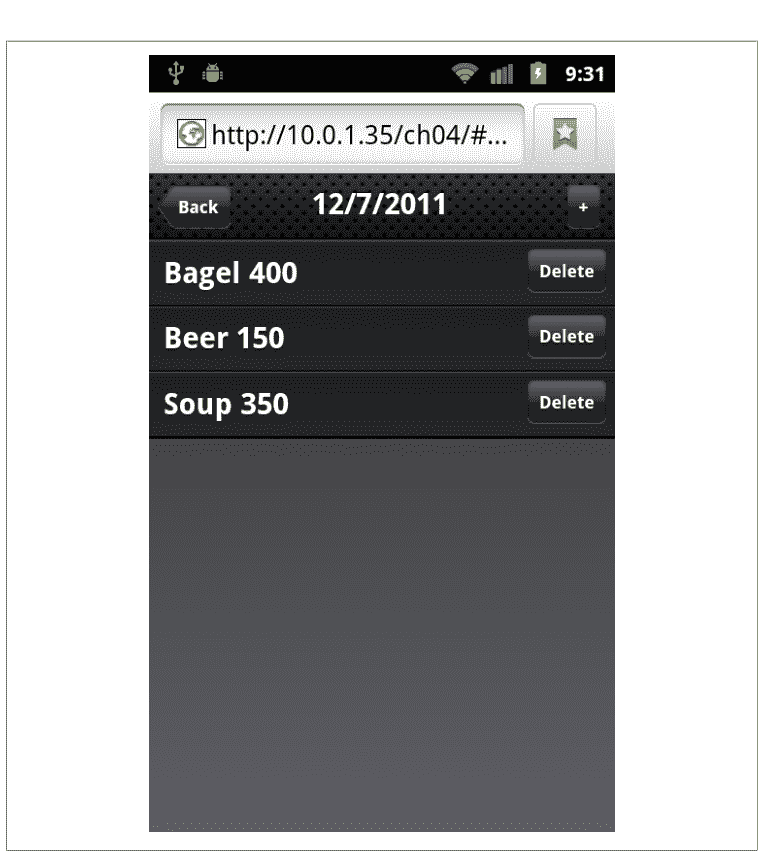 9:31
http://10.0.1.35/ch04/#...
Back 12/7/2011 +
Bagel 400 Delete
Beer 150 Delete
Soup 350 Delete